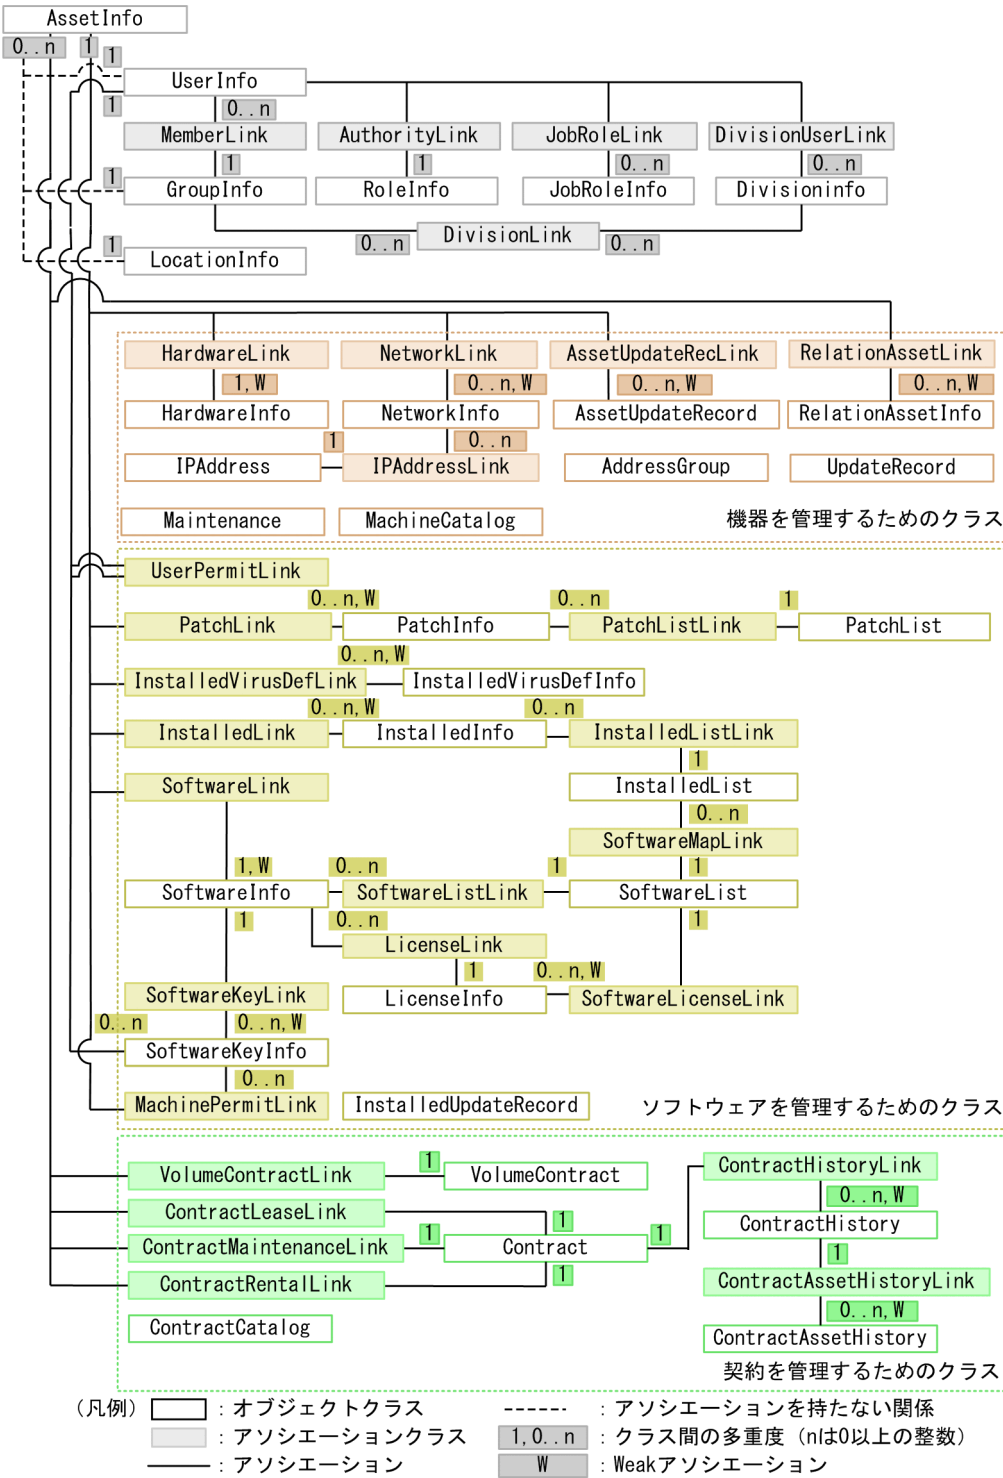 AssetInfo
0..n
1
1
UserInfo
1
0..n
MemberLink
AuthorityLink
JobRoleLink
DivisionUserLink
1
1
0..n
0..n
1
GroupInfo
RoleInfo
JobRoleInfo
Divisioninfo
0..n
DivisionLink
0..n
1
LocationInfo
HardwareLink
NetworkLink
AssetUpdateRecLink
RelationAssetLink
1,W
0..n,W
0..n,W
0..n,W
HardwareInfo
NetworkInfo
AssetUpdateRecord
RelationAssetInfo
1
0..n
IPAddress
IPAddressLink
AddressGroup
UpdateRecord
Maintenance
MachineCatalog
機器を管理するためのクラス
UserPermitLink
0..n,W
0..n
1
PatchLink
PatchInfo
PatchListLink
PatchList
0..n,W
InstalledVirusDefLink
InstalledVirusDefInfo
0..n,W
0..n
InstalledLink
InstalledInfo
InstalledListLink
1
SoftwareLink
InstalledList
0..n
SoftwareMapLink
1,W
0..n
1
1
SoftwareInfo
SoftwareListLink
SoftwareList
1
0..n
1
LicenseLink
1
0..n,W
SoftwareKeyLink
LicenseInfo
SoftwareLicenseLink
0..n
0..n,W
SoftwareKeyInfo
0..n
MachinePermitLink
InstalledUpdateRecord
ソフトウェアを管理するためのクラス
VolumeContractLink
1
VolumeContract
ContractHistoryLink
0..n,W
ContractLeaseLink
1
ContractHistory
ContractMaintenanceLink
1
Contract
1
1
ContractRentalLink
1
ContractAssetHistoryLink
0..n,W
ContractCatalog
ContractAssetHistory
契約を管理するためのクラス
(凡例)
：オブジェクトクラス
：アソシエーションを持たない関係
：アソシエーションクラス
1,0..n
：クラス間の多重度（nは0以上の整数）
：アソシエーション
W
：Weakアソシエーション